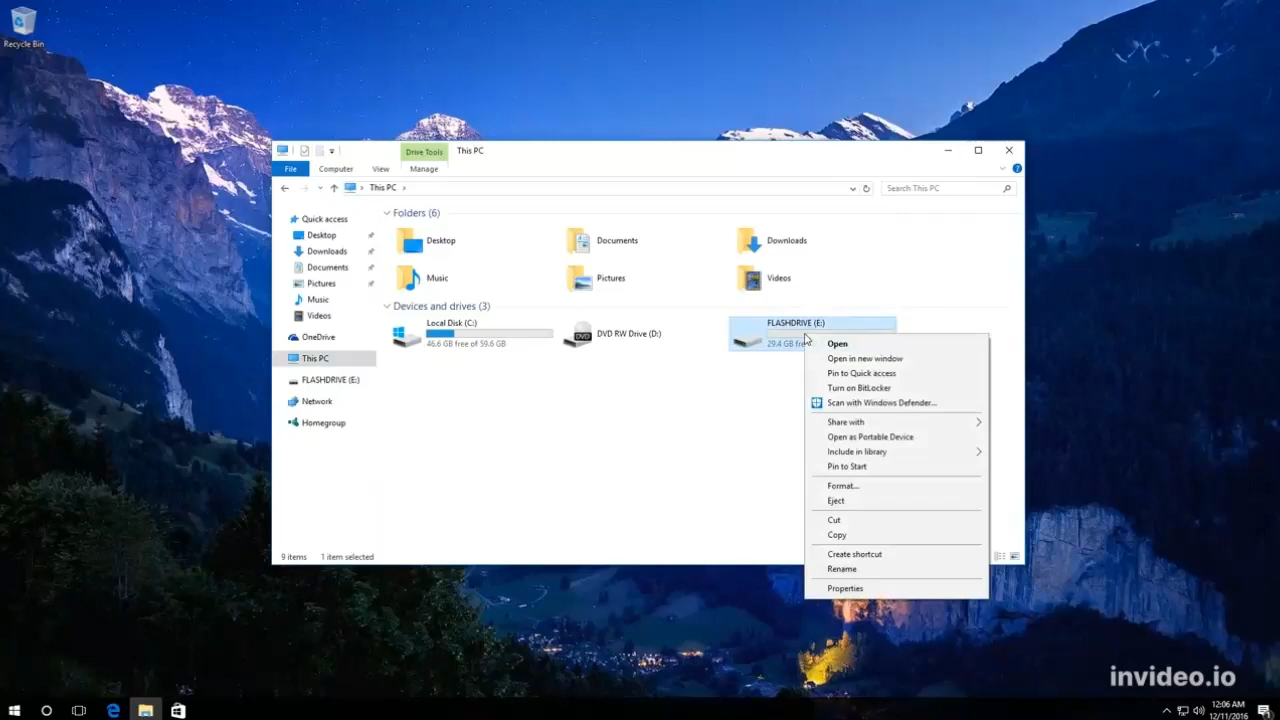 Recycle Bin
Drive Tools
This PC
File
Computer
View
Manage
This PC
Search This PC
Quick access
Desktop
Downloads
Documents
Pictures
Music
Videos
OneDrive
This PC
FLASHDRIVE (E:)
Network
Homegroup
Folders (6)
Desktop
Documents
Downloads
Music
Pictures
Videos
Devices and drives (3)
Local Disk (C:)
46.6 GB free of 59.6 GB
DVD
DVD RW Drive (D:)
FLASHDRIVE (E:)
29.4 GB
Open
Open in new window
Pin to Quick access
Turn on BitLocker
Scan with Windows Defender...
Share with
Open as Portable Device
Include in library
Pin to Start
Format...
Eject
Cut
Copy
Create shortcut
Rename
Properties
9 items
1 item selected
invideo.io
12:06 AM
12/11/2016